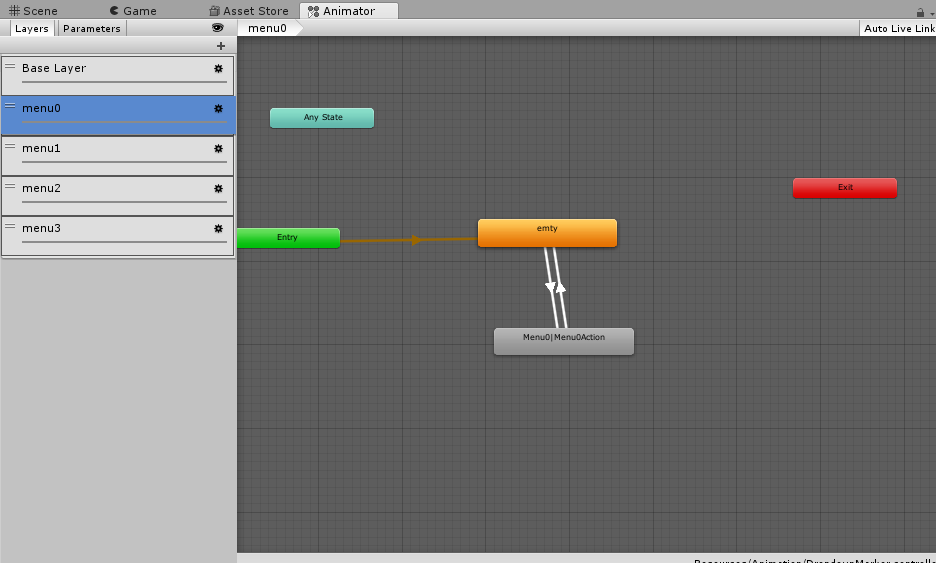 Scene Game Asset Store Animator
Layers Parameters menu0 Auto Live Link
Base Layer
menu0
menu1
menu2
menu3
Any State
Exit
Entry
emty
Menu0|Menu0Action